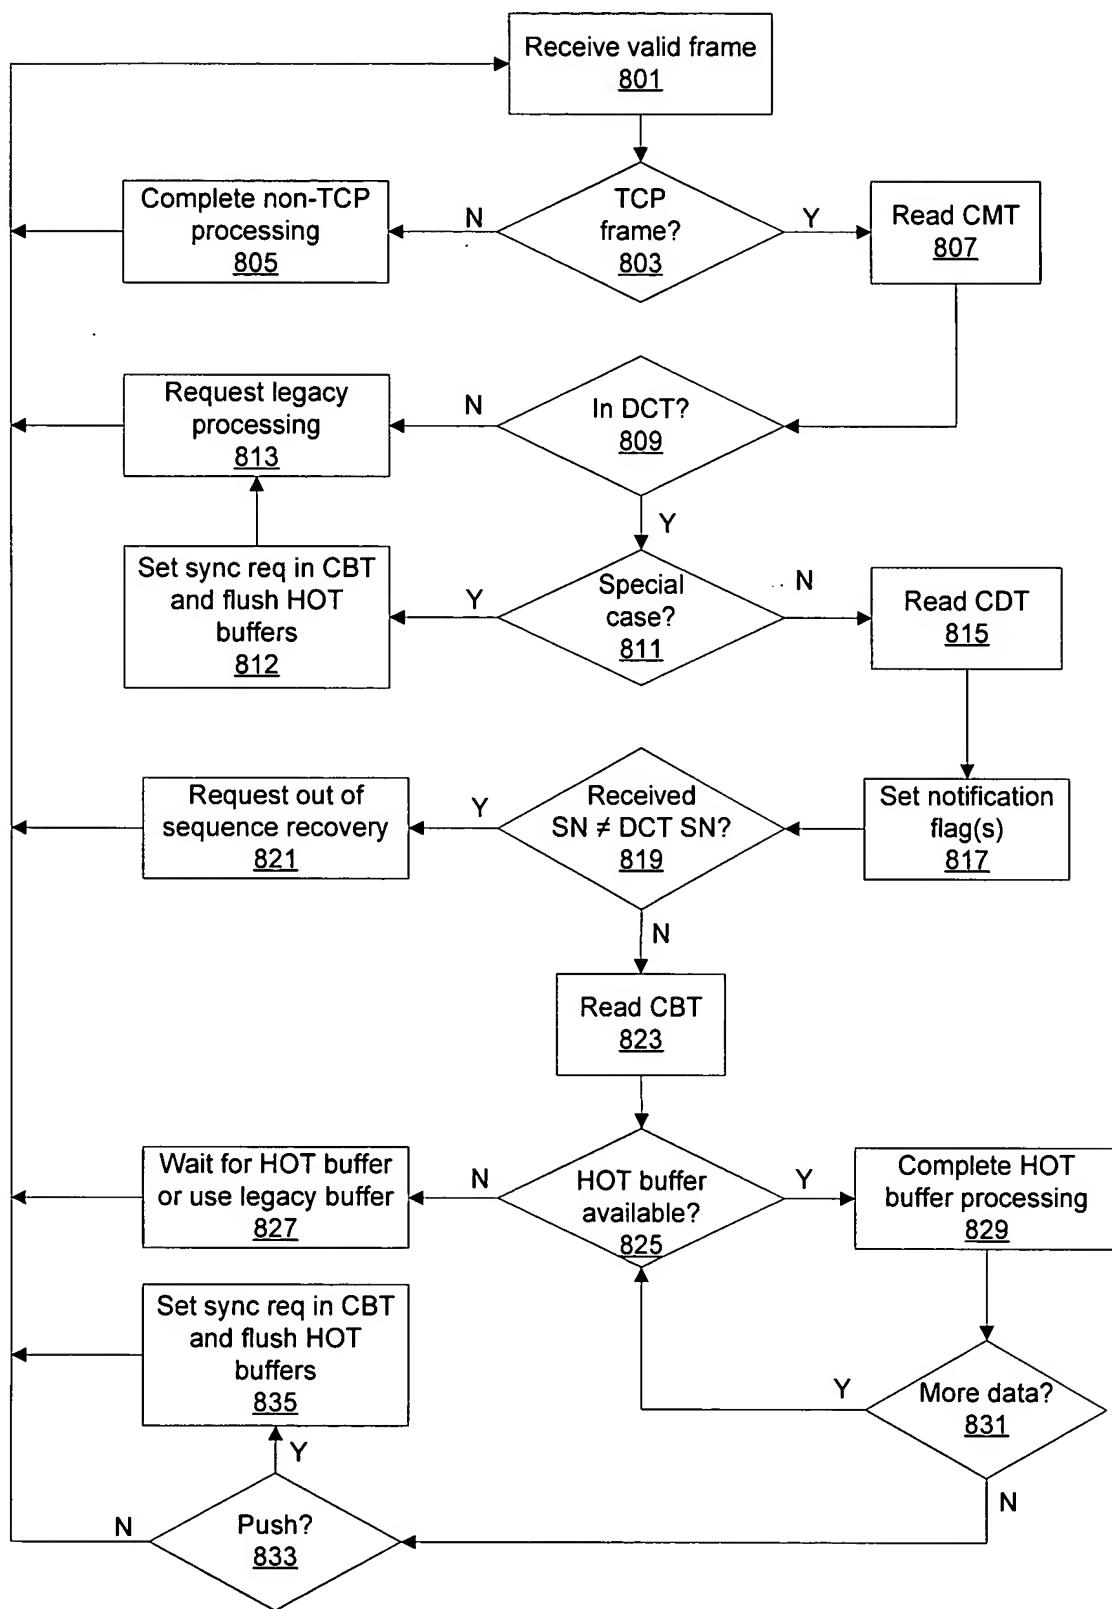 Receive valid frame
801
Complete non-TCP
processing
805
N
TCP
frame?
803
Y
Read CMT
807
Request legacy
processing
813
N
In DCT?
809
Y
Set sync req in CBT
and flush HOT
buffers
812
Y
Special
case?
811
N
Read CDT
815
Request out of
sequence recovery
821
Y
Received
SN ≠ DCT SN?
819
Set notification
flag(s)
817
N
Read CBT
823
Wait for HOT buffer
or use legacy buffer
827
N
HOT buffer
available?
825
Y
Complete HOT
buffer processing
829
Set sync req in CBT
and flush HOT
buffers
835
Y
More data?
831
Y
N
N
Push?
833